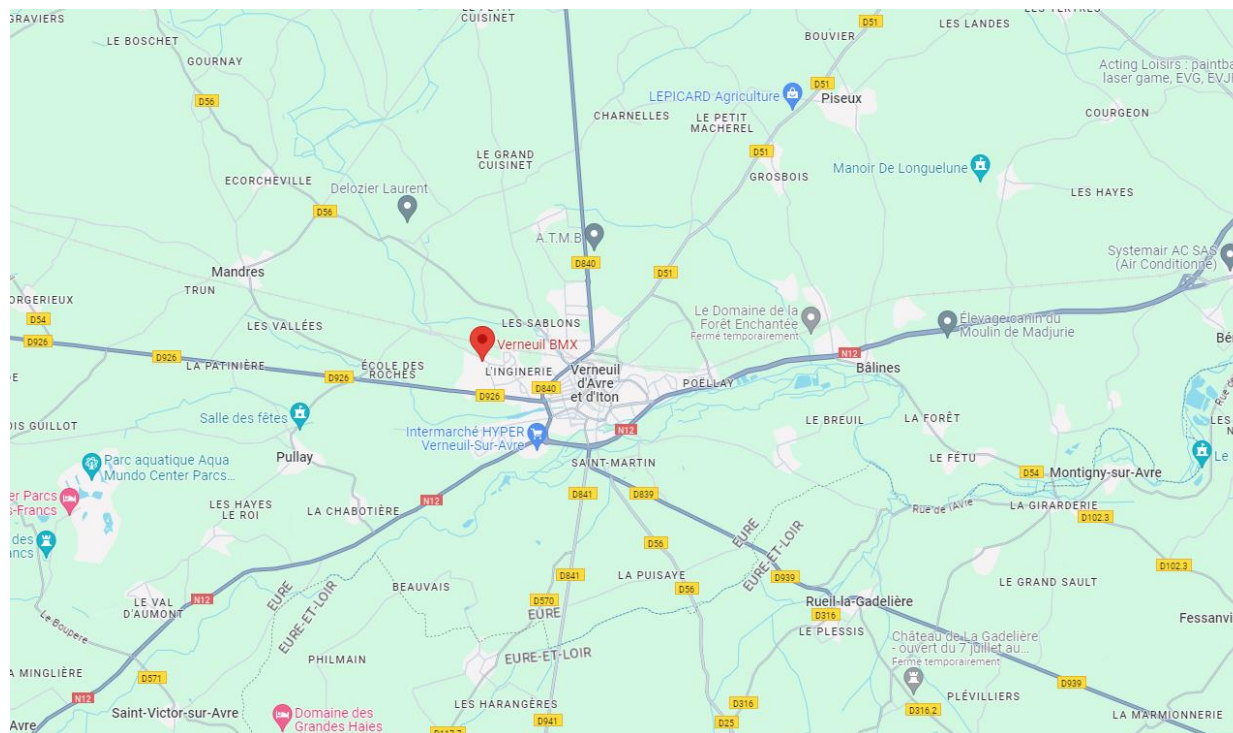 GRAVIERS
CUISINET
D51
LES LANDES
LE BOSCHET
BOUVIER
GOURNAY
Acting Loisirs : paintba
laser game, EVG, EVJF
D51
D56
LEPICARD Agriculture
Piseux
CHARNELLES
LE PETIT
MACHEREL
COURGEON
LE GRAND
CUISINET
D51
Manoir De Longuelune
GROSBOIS
ECORCHEVILLE
Delozier Laurent
LES HAYES
D56
A.T.M.B
Systemair AC SAS
(Air Conditionné)
D840
D51
Mandres
TRUN
ORGERIEUX
D54
D926
LES VALLÉES
LES SABLONS
Le Domaine de la
Forêt Enchantée
Fermé temporairement
Élevage canin du
Moulin de Madjurie
Verneuil BMX
D926
LA PATINIÈRE
ÉCOLE DES
ROCHES
D926
L'INGINERIE
D926
D840
Verneuil
d'Avre
et d'Iton
POËLLAY
N12
Bâlines
Salle des fêtes
OIS GUILLOT
Intermarché HYPER
Verneuil-Sur-Avre
N12
LE BREUIL
LA FORÊT
Pullay
Parc aquatique Aqua
Mundo Center Parcs...
er Parcs
s-Francs
SAINT-MARTIN
LE FÉTU
D54
Montigny-sur-Avre
Le
LES HAYES
LE ROI
LA CHABOTIÈRE
N12
D841
D839
Rue de l'Avre
LA GIRARDERIE
D102.3
des
ancs
D56
EURE
EURE-ET-LOIR
D102.3
D841
LA PUISAYE
D939
LE GRAND SAULT
EURE
EURE-ET-LOIR
BEAUVAIS
D56
LE VAL
D'AUMONT
N12
D570
EURE
Rueil-la-Gadelière
D316
Fessanvi
Le Boupere
LE PLESSIS
Château de La Gadelière
- ouvert du 7 juillet au...
Fermé temporairement
EURE-ET-LOIR
PHILMAIN
A MINGLIÈRE
D571
D939
N12
PLÉVILLIERS
LES HARANGÈRES
D316
Saint-Victor-sur-Avre
Domaine des
Grandes Haies
D941
D25
D316.2
LA MARMIONNERIE
Avre